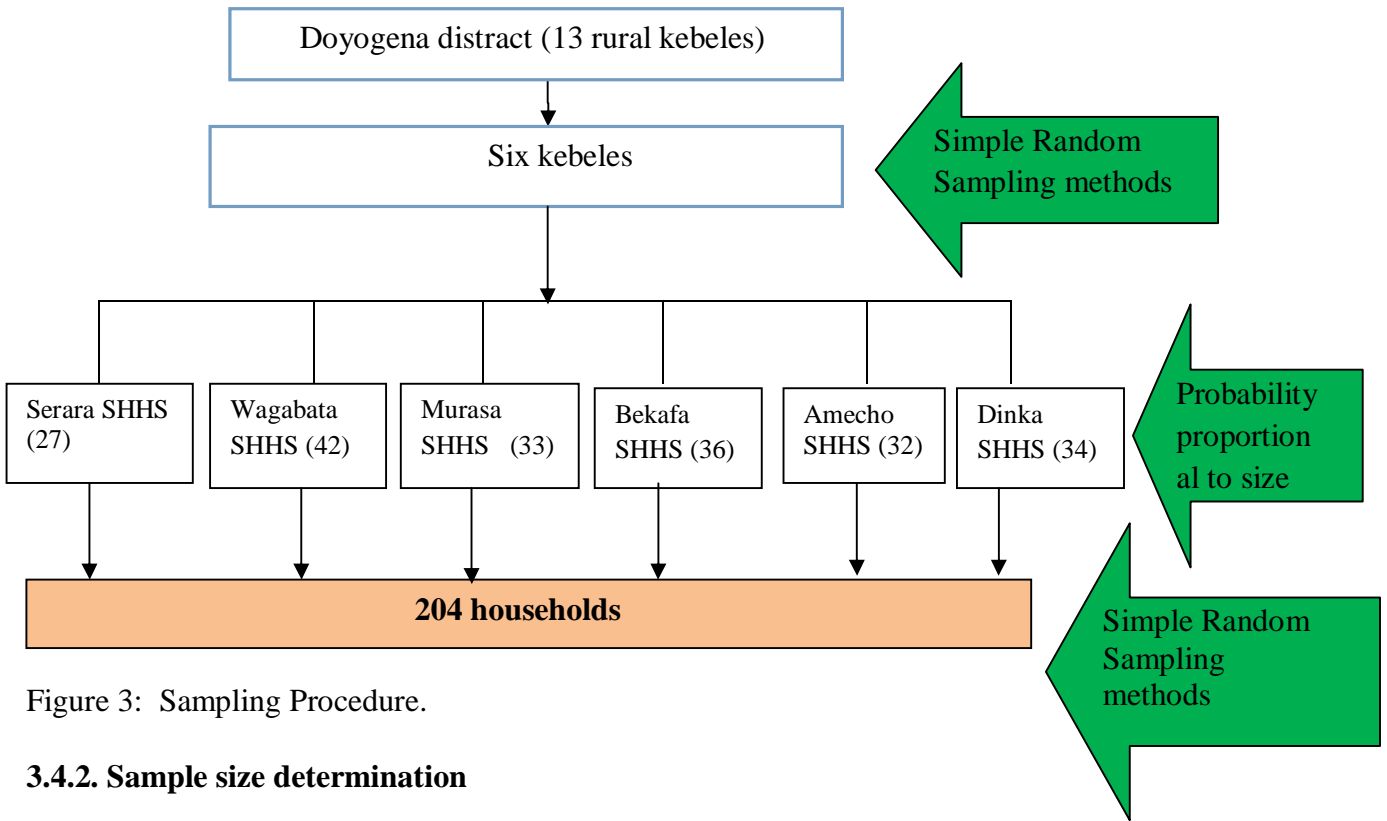 Doyogena distract (13 rural kebeles)
Six kebeles
Simple Random
Sampling methods
Serara SHHS
(27)
Wagabata
SHHS (42)
Murasa
SHHS (33)
Bekafa
SHHS (36)
Amecho
SHHS (32)
Dinka
SHHS (34)
Probability
proportion
al to size
204 households
Simple Random
Sampling
methods
Figure 3: Sampling Procedure.
3.4.2. Sample size determination